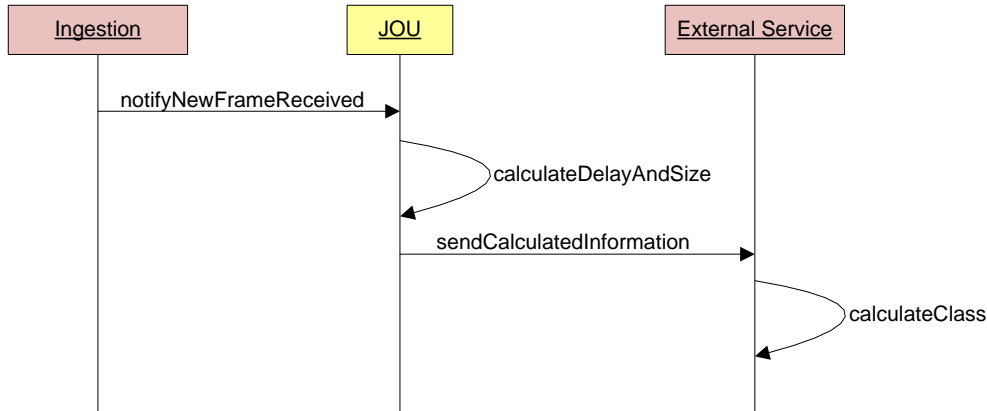 Ingestion
JOU
External Service
notifyNewFrameReceived
calculateDelayAndSize
sendCalculatedInformation
calculateClass